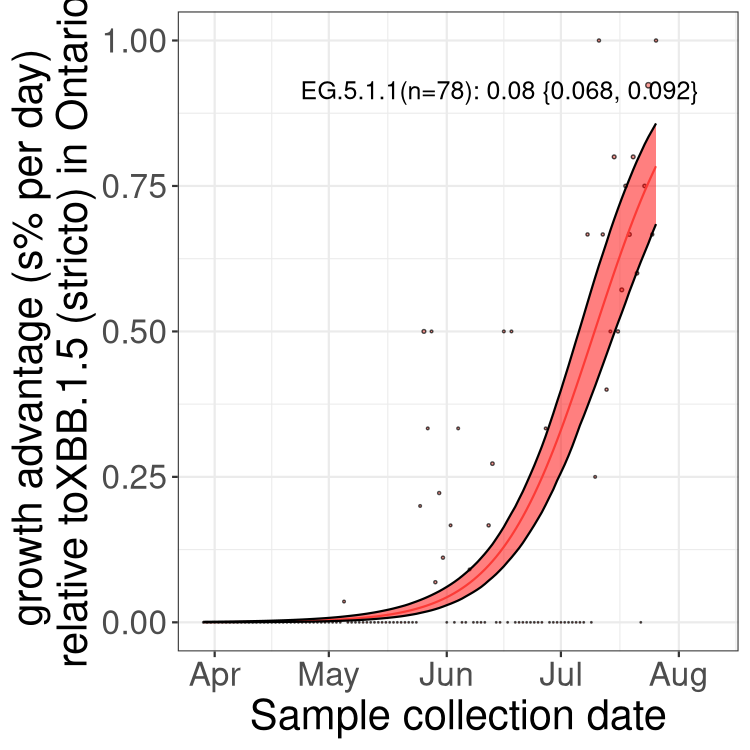 growth advantage (s% per day)
relative toXBB.1.5 (stricto) in Ontario
1.00
0.75
0.50
0.25
0.00
EG.5.1.1(n=78): 0.08 {0.068, 0.092}
Apr May Jun Jul Aug
Sample collection date